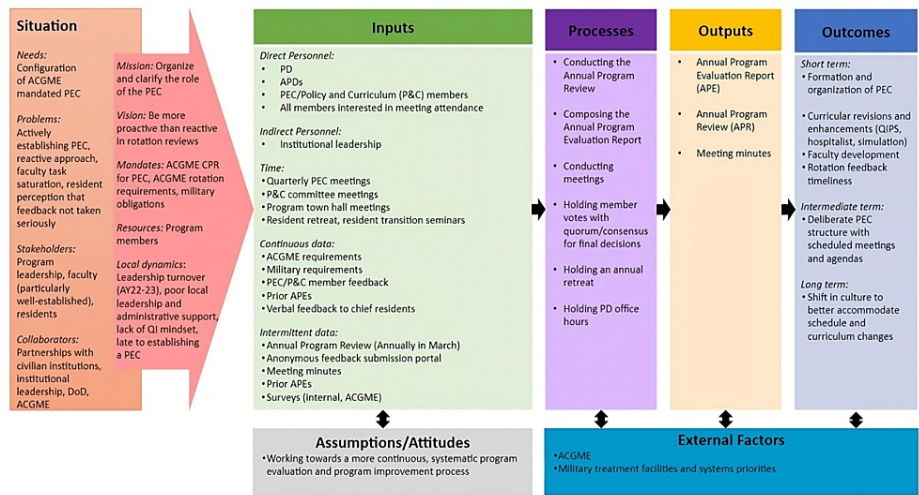 Situation
Needs:
Configuration
of ACGME
mandated PEC
Problems:
Actively
establishing PEC,
reactive approach,
faculty task
saturation, resident
perception that
feedback not taken
seriously
Stakeholders:
Program
leadership, faculty
(particularly
well-established),
residents
Collaborators:
Partnerships with
civilian institutions,
institutional
leadership, DoD,
ACGME
Mission: Organize
and clarify the role
of the PEC
Vision: Be more
proactive than reactive
in rotation reviews
Mandates: ACGME CPR
for PEC, ACGME rotation
requirements, military
obligations
Resources: Program
members
Local dynamics:
Leadership turnover
(AY22-23), poor local
leadership and
administrative support,
lack of QI mindset,
late to establishing
a PEC
Inputs
Direct Personnel:
• PD
• APDs
• PEC/Policy and Curriculum (P&C) members
• All members interested in meeting attendance
Indirect Personnel:
• Institutional leadership
Time:
•Quarterly PEC meetings
•P&C committee meetings
•Program town hall meetings
•Resident retreat, resident transition seminars
Continuous data:
•ACGME requirements
•Military requirements
•PEC/P&C member feedback
•Prior APEs
•Verbal feedback to chief residents
Intermittent data:
•Annual Program Review (Annually in March)
•Anonymous feedback submission portal
•Meeting minutes
•Prior APEs
•Surveys (internal, ACGME)
Processes
• Conducting the
Annual Program
Review
• Composing the
Annual Program
Evaluation Report
• Conducting
meetings
• Holding member
votes with
quorum/consensus
for final decisions
• Holding an annual
retreat
• Holding PD office
hours
Outputs
• Annual Program
Evaluation Report
(APE)
• Annual Program
Review (APR)
• Meeting minutes
Outcomes
Short term:
• Formation and
organization of PEC
• Curricular revisions and
enhancements (QIPS,
hospitalist, simulation)
• Faculty development
• Rotation feedback
timeliness
Intermediate term:
• Deliberate PEC
structure with
scheduled meetings
and agendas
Long term:
• Shift in culture to
better accommodate
schedule and
curriculum changes
Assumptions/Attitudes
•Working towards a more continuous, systematic program
evaluation and program improvement process
External Factors
•ACGME
•Military treatment facilities and systems priorities